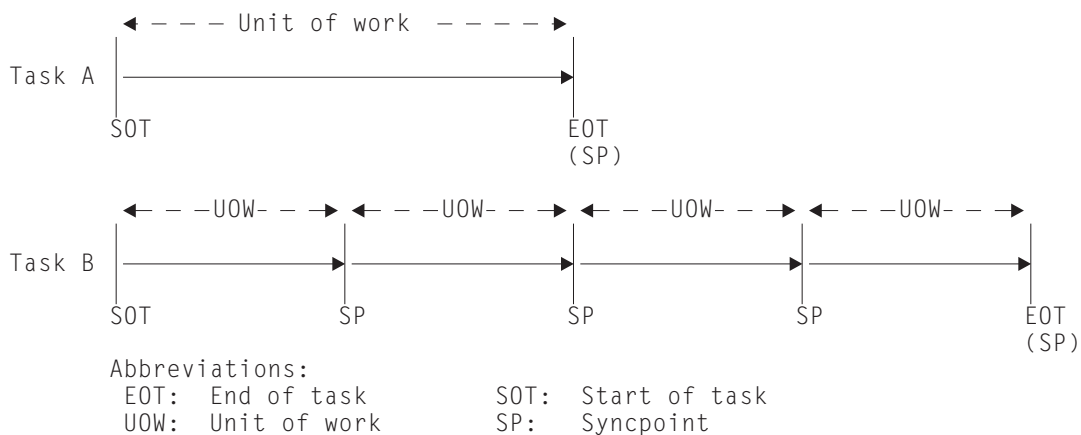 Unit of work
Task A
SOT EOT
(SP)
UOW UOW UOW UOW
Task B
SOT SP SP SP EOT
(SP)
Abbreviations:
EOT: End of task SOT: Start of task
UOW: Unit of work SP: Syncpoint